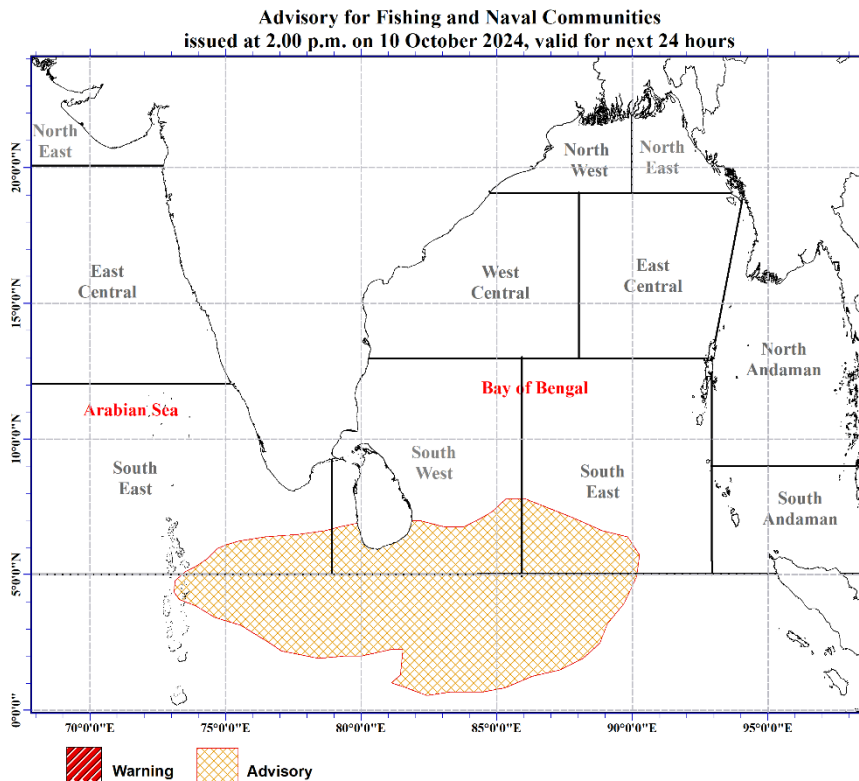 Advisory for Fishing and Naval Communities
issued at 2.00 p.m. on 10 October 2024, valid for next 24 hours
North
East
North
West
North
East
20°0'0"N
East
Central
West
Central
East
Central
15°0'0"N
North
Andaman
Arabian Sea
Bay of Bengal
10°0'0"N
South
East
South
West
South
East
South
Andaman
5°0'0"N
0°0'0"
70°0'0"E
75°0'0"E
80°0'0"E
85°0'0"E
90°0'0"E
95°0'0"E
Warning
Advisory